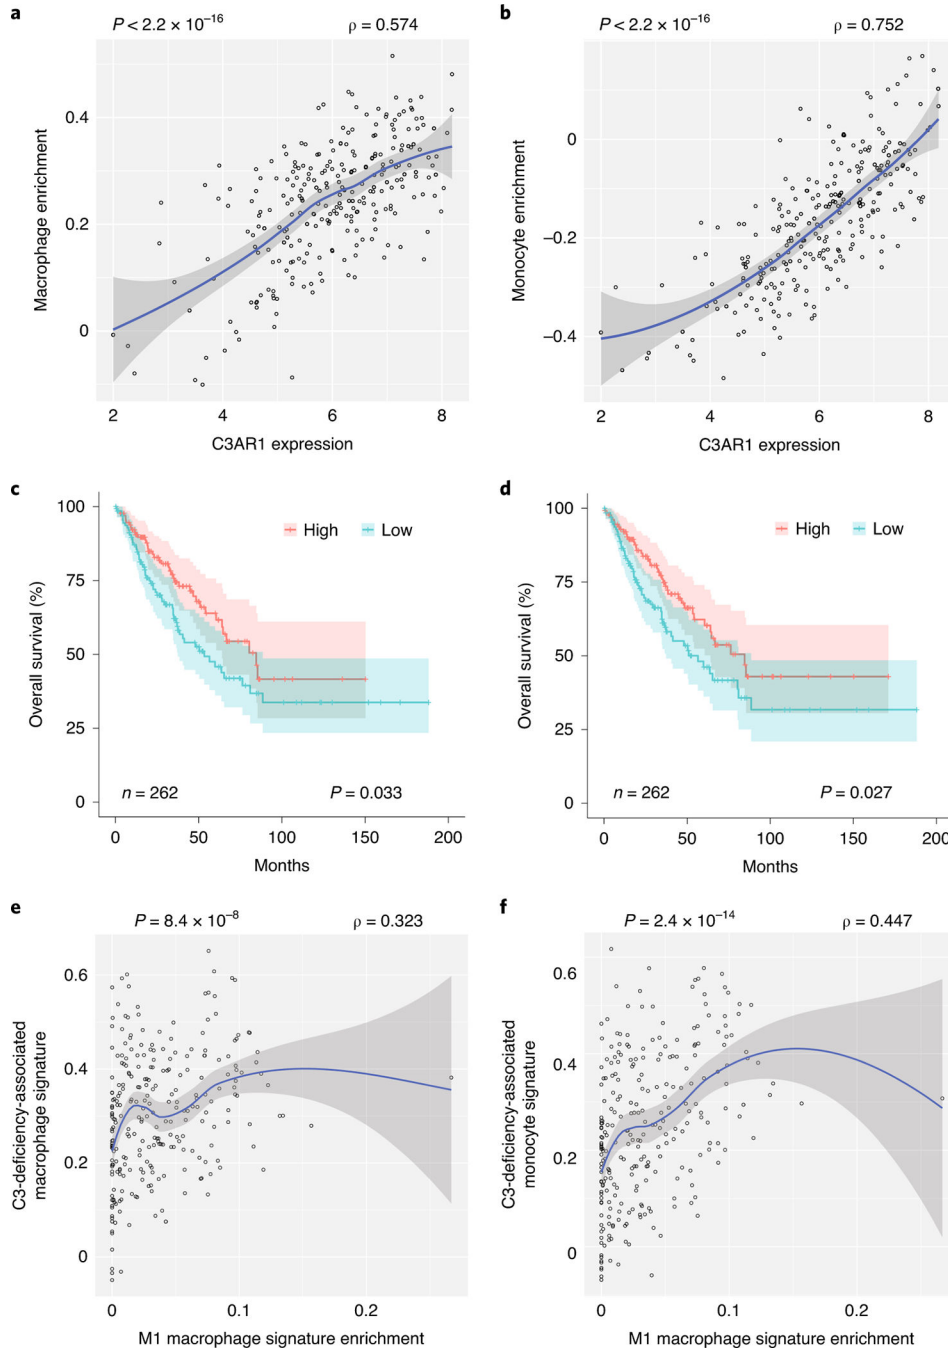 a
P < 2.2 × 10⁻¹⁶ ρ = 0.574
Macrophage enrichment
0.4
0.2
0
2 4 6 8
C3AR1 expression
b
P < 2.2 × 10⁻¹⁶ ρ = 0.752
Monocyte enrichment
0
−0.2
−0.4
2 4 6 8
C3AR1 expression
c
Overall survival (%)
100
75
50
25
0
High Low
n = 262 P = 0.033
0 50 100 150 200
Months
d
Overall survival (%)
100
75
50
25
0
High Low
n = 262 P = 0.027
0 50 100 150 200
Months
e
P = 8.4 × 10⁻⁸ ρ = 0.323
C3-deficiency-associated
macrophage signature
0.6
0.4
0.2
0
0 0.1 0.2
M1 macrophage signature enrichment
f
P = 2.4 × 10⁻¹⁴ ρ = 0.447
C3-deficiency-associated
monocyte signature
0.6
0.4
0.2
0
0 0.1 0.2
M1 macrophage signature enrichment